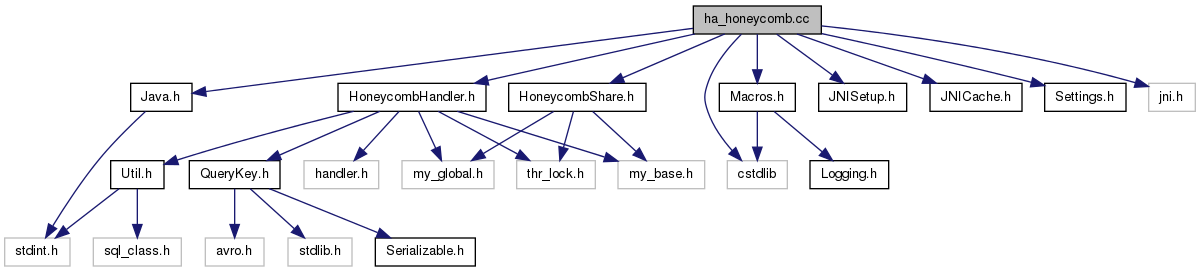 ha_honeycomb.cc
Java.h
HoneycombHandler.h
HoneycombShare.h
Macros.h
JNISetup.h
JNICache.h
Settings.h
jni.h
Util.h
QueryKey.h
handler.h
my_global.h
thr_lock.h
my_base.h
cstdlib
Logging.h
stdint.h
sql_class.h
avro.h
stdlib.h
Serializable.h